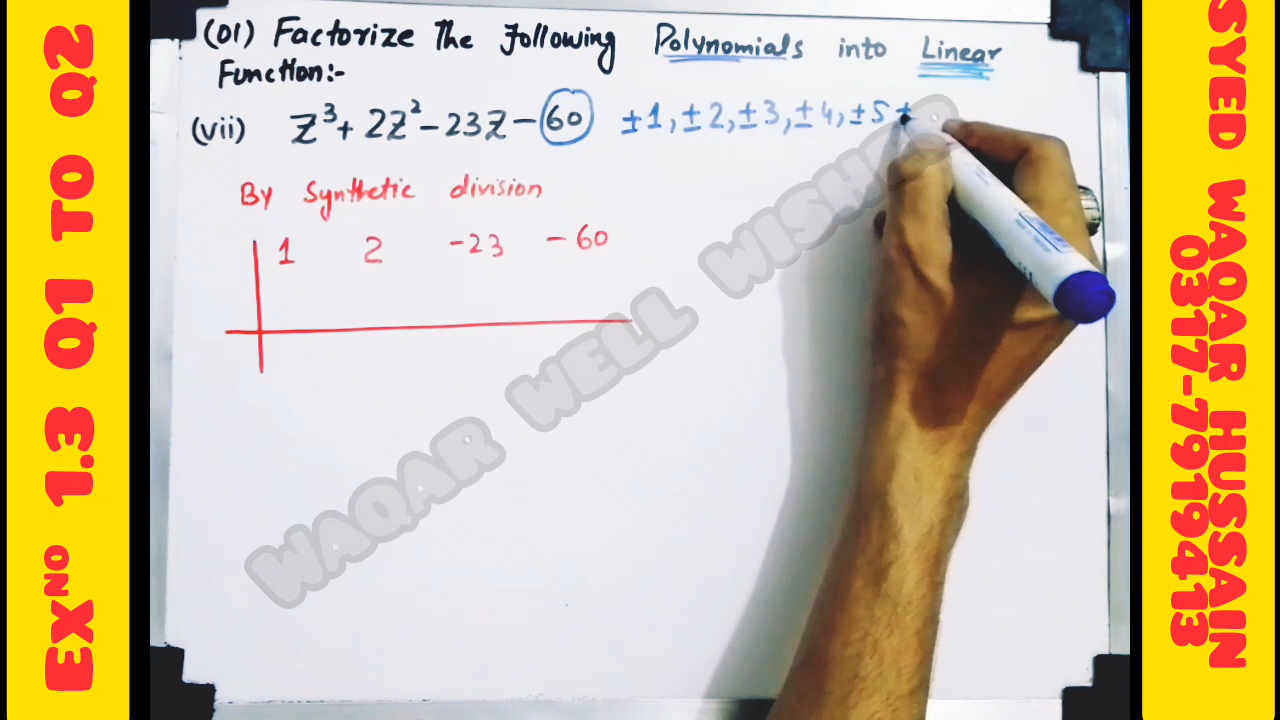 EXNO 1.3 Q1 TO Q2
(01) Factorize The Following Polynomials into Linear
Function:-
(vii) Z³ + 2Z² - 23Z - 60 ±1, ±2, ±3, ±4, ±5 ±
By Synthetic division
1 2 -23 -60
WAQAR WELL WISHER
SYED WAQAR HUSSAIN
0317-7919413